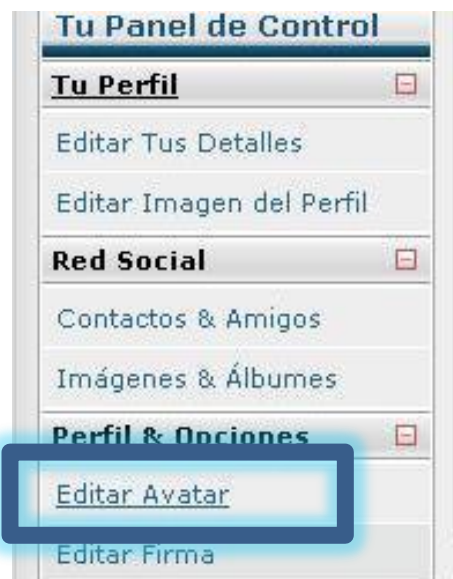 Tu Panel de Control
Tu Perfil
Editar Tus Detalles
Editar Imagen del Perfil
Red Social
Contactos & Amigos
Imágenes & Álbumes
Perfil & Opciones
Editar Avatar
Editar Firma